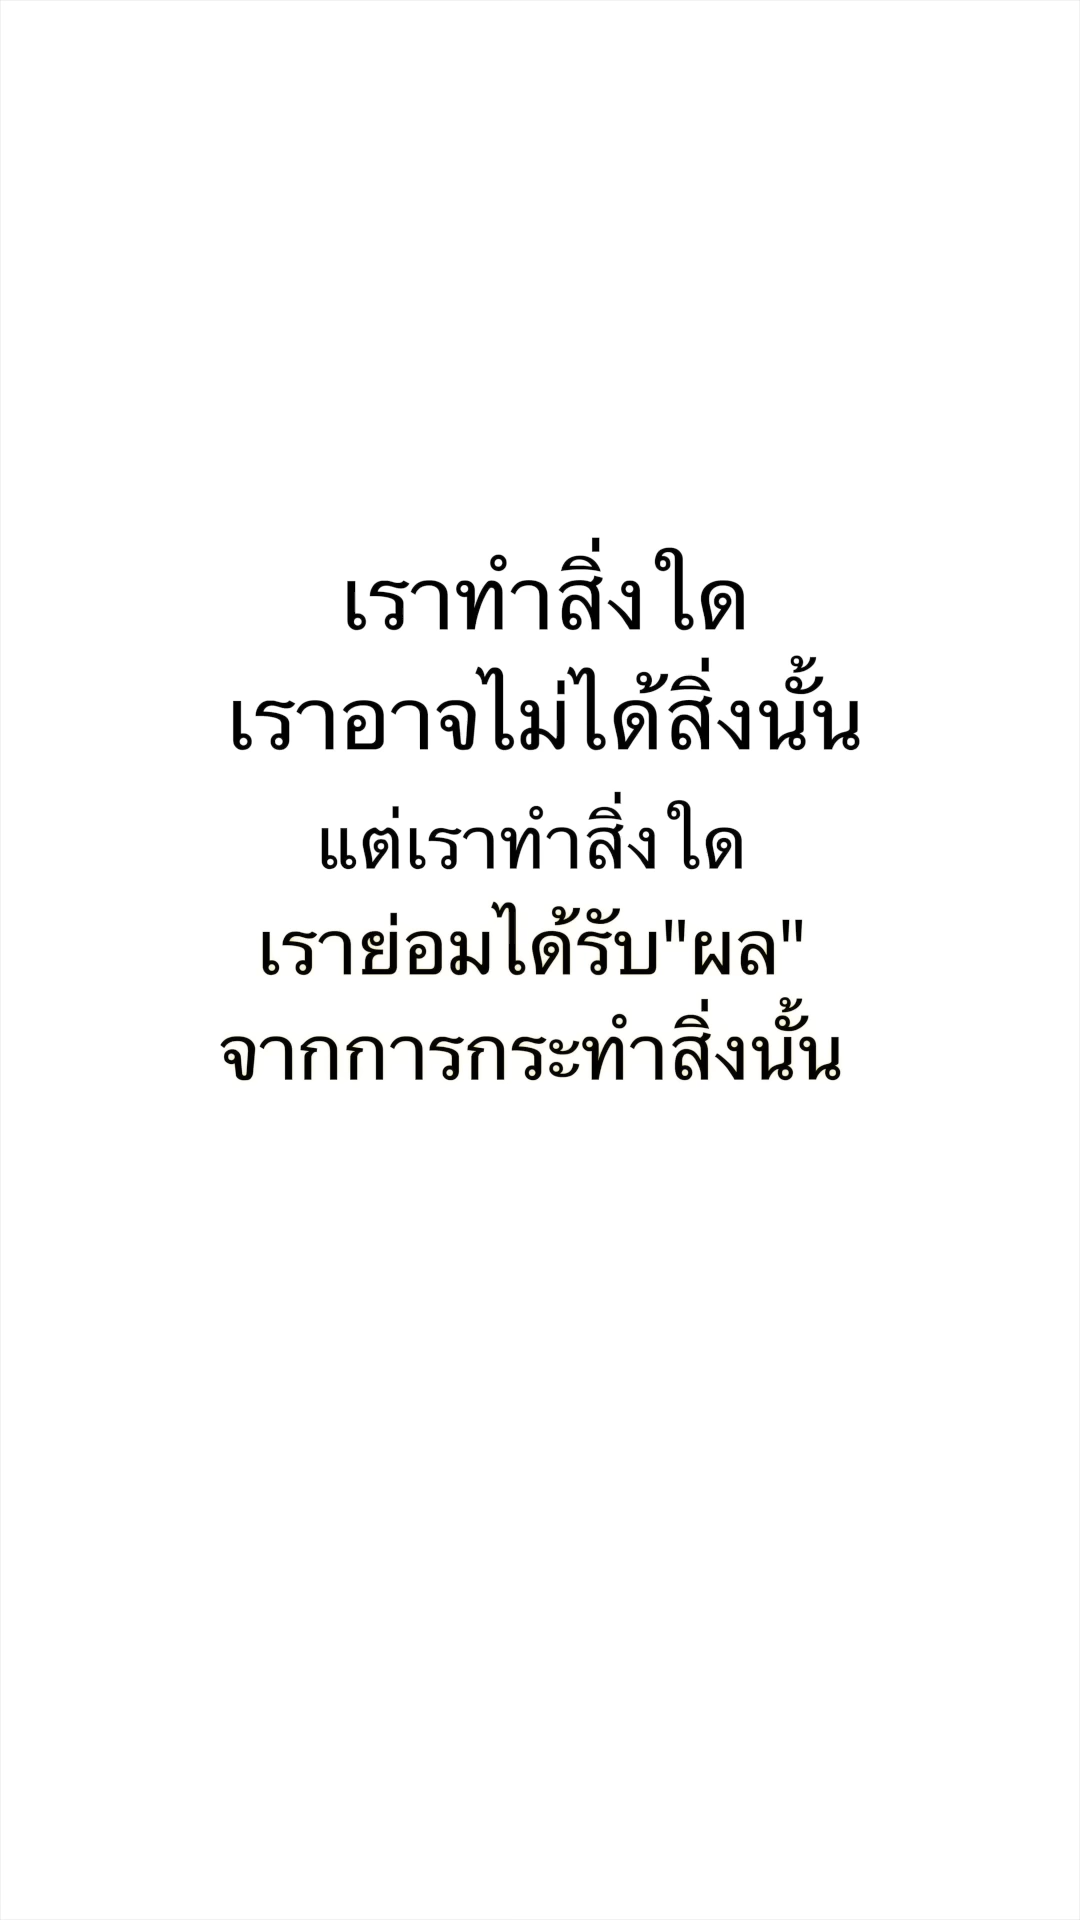 เราทำสิ่งใด
เราอาจไม่ได้สิ่งนั้น
แต่เราทำสิ่งใด
เราย่อมได้รับ"ผล"
จากการกระทำสิ่งนั้น